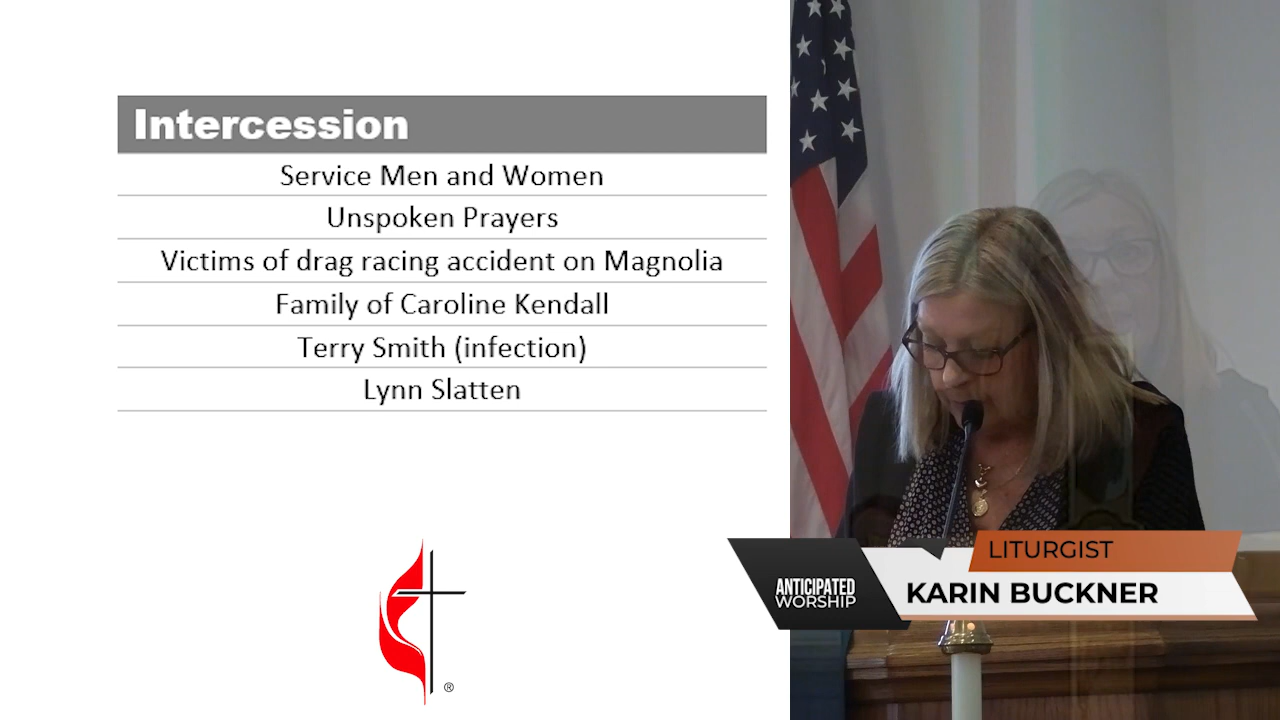 Intercession
Service Men and Women
Unspoken Prayers
Victims of drag racing accident on Magnolia
Family of Caroline Kendall
Terry Smith (infection)
Lynn Slatten
®
LITURGIST
ANTICIPATED
WORSHIP
KARIN BUCKNER